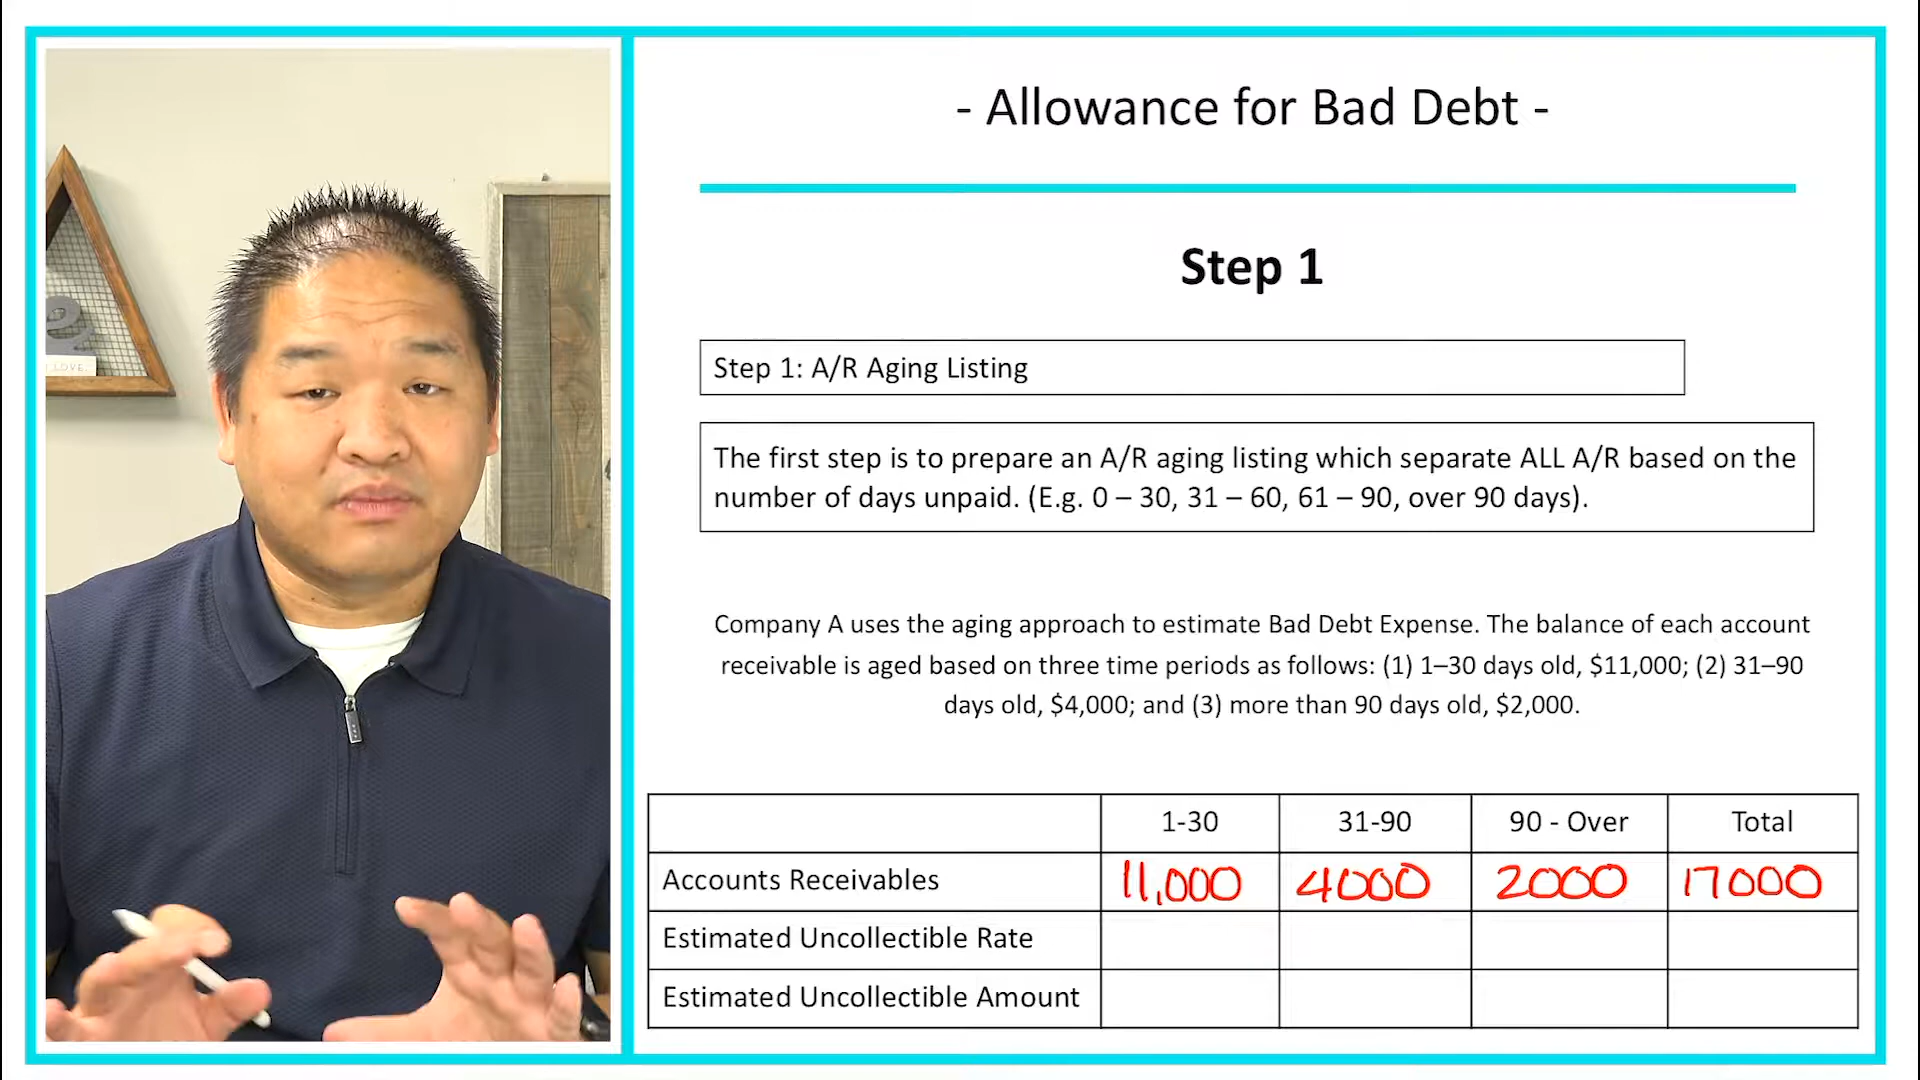 - Allowance for Bad Debt -
Step 1
Step 1: A/R Aging Listing
The first step is to prepare an A/R aging listing which separate ALL A/R based on the
number of days unpaid. (E.g. 0 – 30, 31 – 60, 61 – 90, over 90 days).
Company A uses the aging approach to estimate Bad Debt Expense. The balance of each account
receivable is aged based on three time periods as follows: (1) 1–30 days old, $11,000; (2) 31–90
days old, $4,000; and (3) more than 90 days old, $2,000.
1-30 31-90 90 - Over Total
Accounts Receivables 11,000 4000 2000 17000
Estimated Uncollectible Rate
Estimated Uncollectible Amount
e
LOVE.